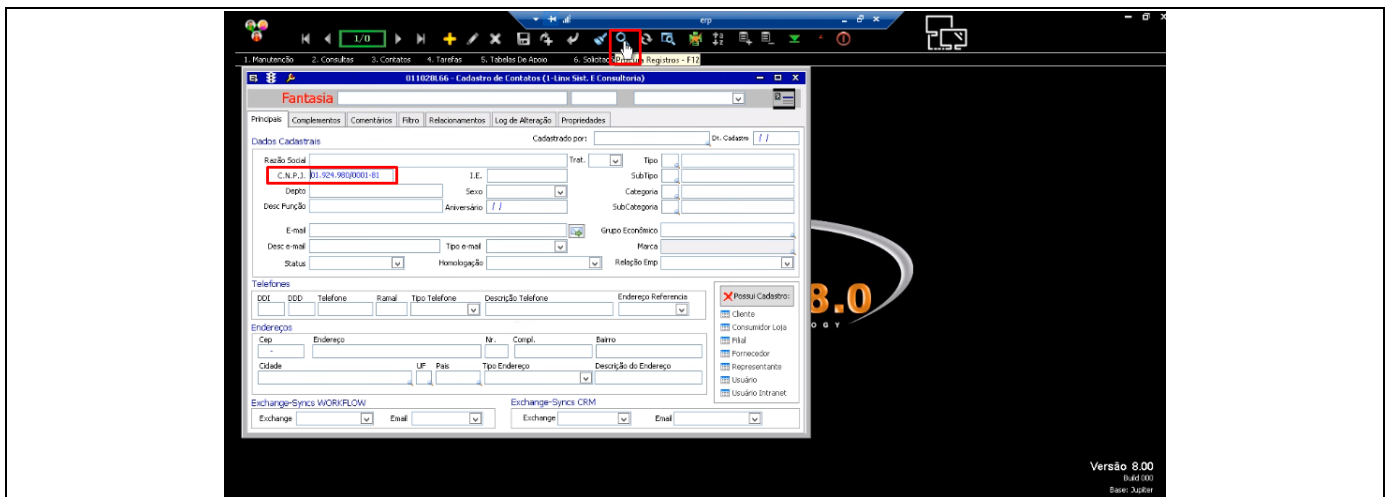 erp
1/0
1. Manutencão 2. Consultas 3. Contatos 4. Tarefas 5. Tabelas De Apoio 6. Solicitac
Procura Registros - F12
011028L66 - Cadastro de Contatos (1-Linx Sist. E Consultoria)
Fantasia
Principais Complementos Comentários Filtro Relacionamentos Log de Alteração Propriedades
Dados Cadastrais Cadastrado por: Dt. Cadastro / /
Razão Social Trat. Tipo
C.N.P.J. 01.924.980/0001-81 I.E. SubTipo
Depto Sexo Categoria
Desc Função Aniversário / / SubCategoria
E-mail Grupo Econômico
Desc e-mail Tipo e-mail Marca
Status Homologação Relação Emp
Telefones
DDI DDD Telefone Ramal Tipo Telefone Descrição Telefone Endereço Referencia
Endereços
Cep Endereço Nr. Compl. Bairro
-
Cidade UF Pais Tipo Endereço Descrição do Endereço
Exchange-Syncs WORKFLOW Exchange-Syncs CRM
Exchange Email Exchange Email
Possui Cadastro:
Cliente
Consumidor Loja
Filial
Fornecedor
Representante
Usuário
Usuário Intranet
8.0
O G Y
Versão 8.00
Build 000
Base: Jupiter